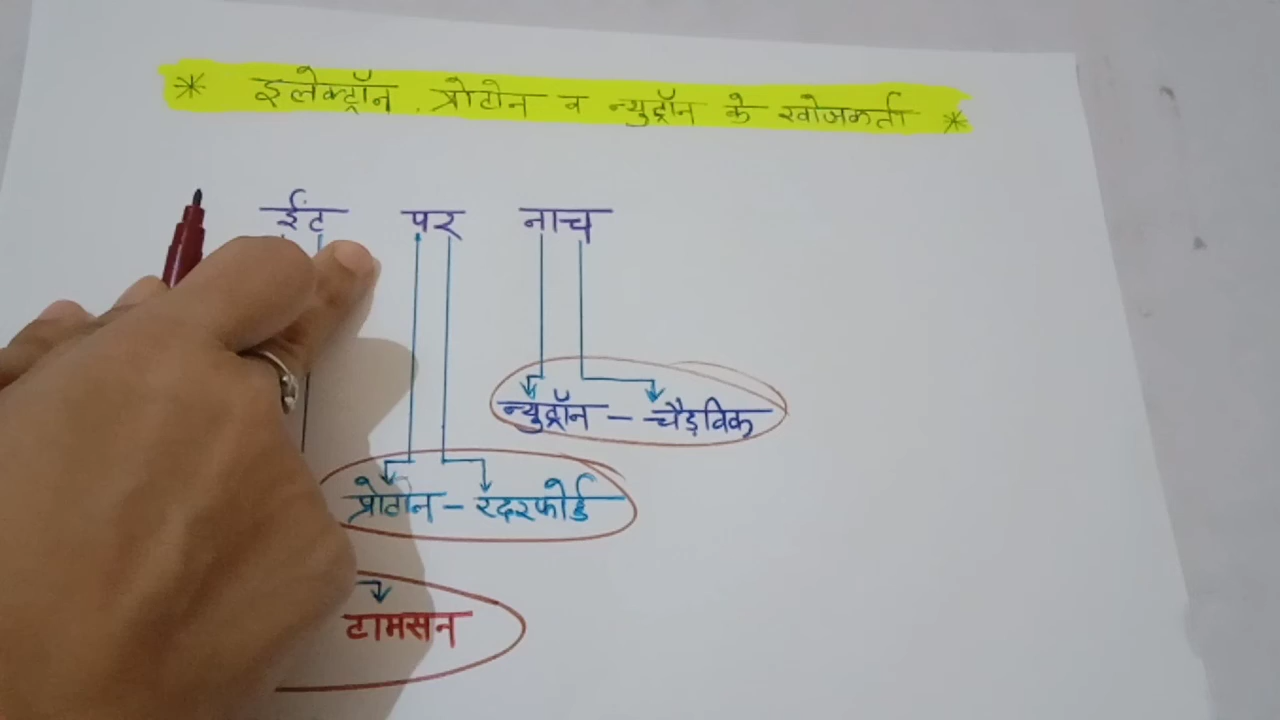 * इलेक्ट्रॉन, प्रोटोन व न्युट्रॉन के खोजकर्ता *
ईंट पर नाच
न्युट्रॉन – चैड़विक
प्रोटोन – रदरफोर्ड
टामसन